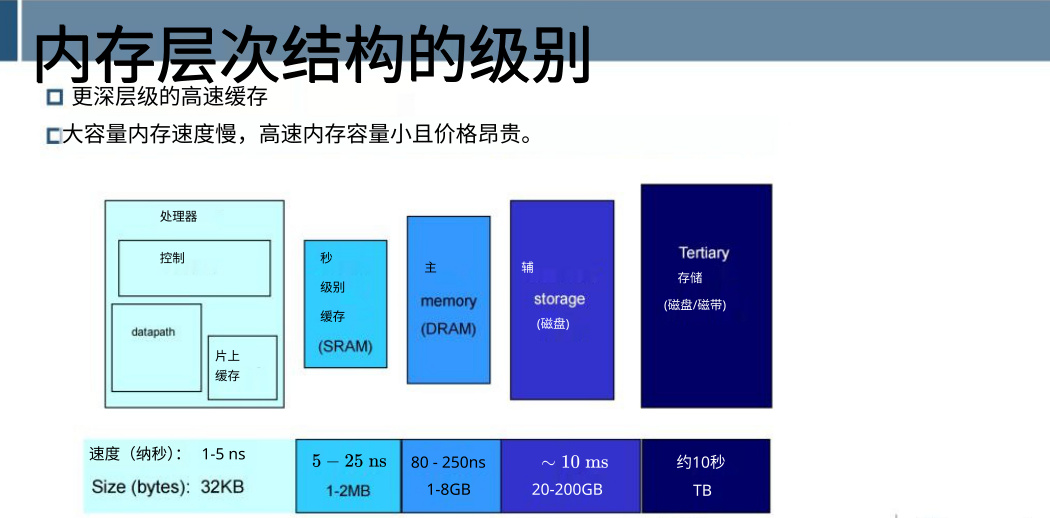 内存层次结构的级别
更深层级的高速缓存
大容量内存速度慢，高速内存容量小且价格昂贵。
处理器
控制
datapath
片上
缓存
秒
级别
缓存
(SRAM)
主
memory
(DRAM)
辅
storage
(磁盘)
Tertiary
存储
(磁盘/磁带)
速度（纳秒）： 1-5 ns
5 – 25 ns
80 - 250ns
~ 10 ms
约10秒
Size (bytes): 32KB
1-2MB
1-8GB
20-200GB
TB